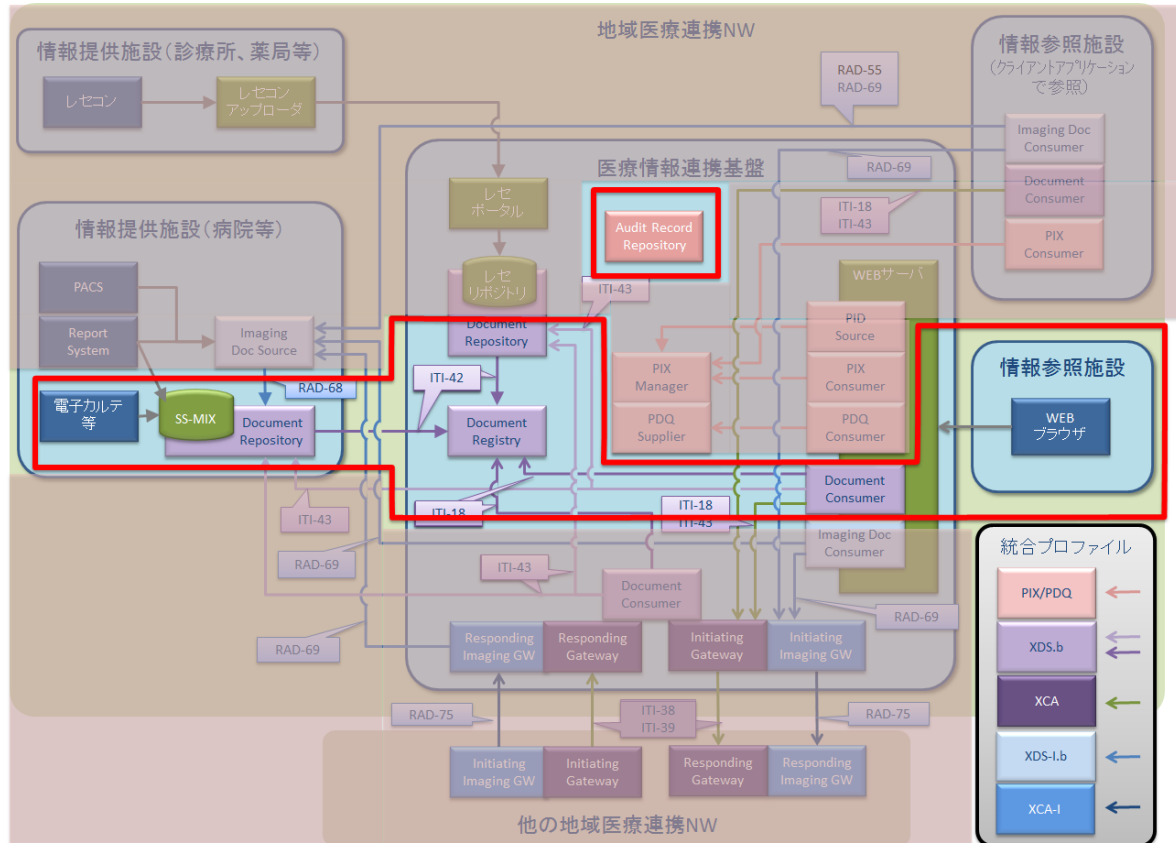 地域医療連携NW
情報提供施設(診療所、薬局等)
レセコン
レセコン
アップローダ
RAD-55
RAD-69
情報参照施設
(クライアントアプリケーション
で参照)
Imaging Doc
Consumer
Document
Consumer
PIX
Consumer
医療情報連携基盤
RAD-69
ITI-18
ITI-43
レセ
ポータル
Audit Record
Repository
レセ
リポジトリ
Document
Repository
ITI-43
WEBサーバ
情報提供施設(病院等)
PACS
Report
System
Imaging
Doc Source
RAD-68
電子カルテ
等
SS-MIX
Document
Repository
ITI-42
Document
Registry
PIX
Manager
PDQ
Supplier
PID
Source
PIX
Consumer
PDQ
Consumer
情報参照施設
WEB
ブラウザ
Document
Consumer
ITI-43
ITI-18
ITI-18
ITI-43
Imaging Doc
Consumer
RAD-69
ITI-43
Document
Consumer
RAD-69
RAD-69
Responding
Imaging GW
Responding
Gateway
Initiating
Gateway
Initiating
Imaging GW
RAD-75
ITI-38
ITI-39
RAD-75
Initiating
Imaging GW
Initiating
Gateway
Responding
Gateway
Responding
Imaging GW
他の地域医療連携NW
統合プロファイル
PIX/PDQ
XDS.b
XCA
XDS-I.b
XCA-I